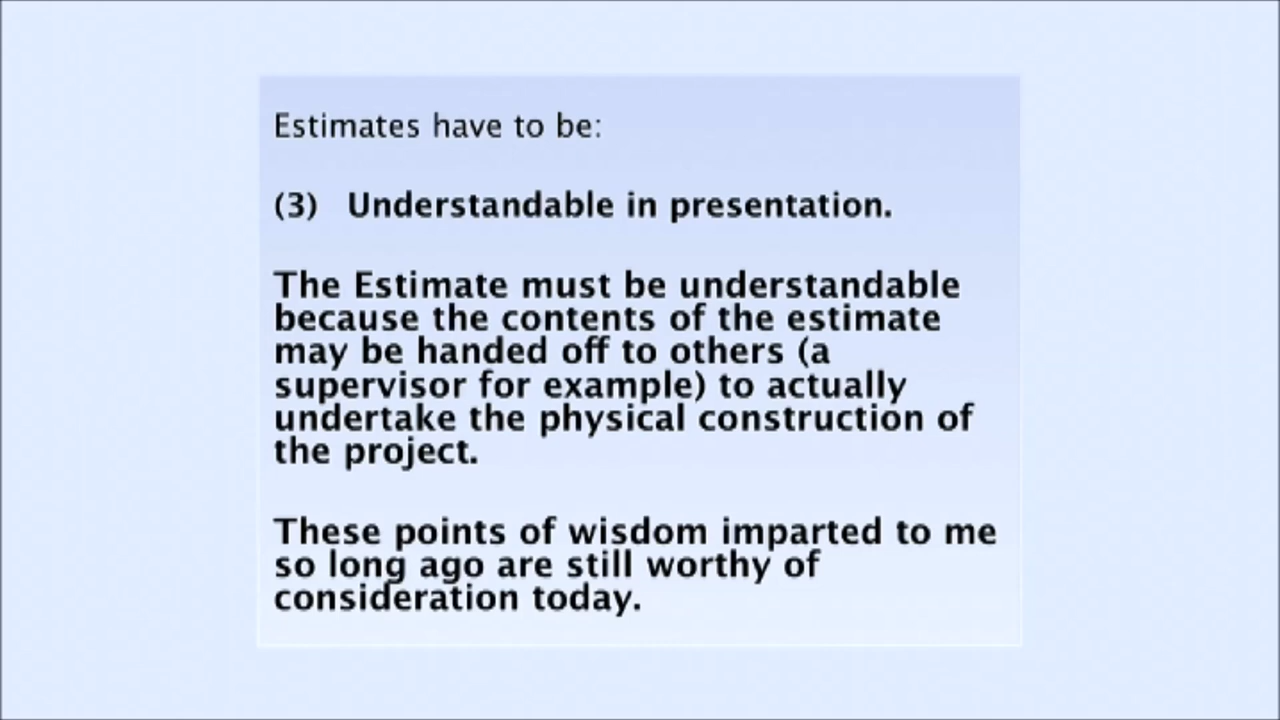 Estimates have to be:
(3) Understandable in presentation.
The Estimate must be understandable
because the contents of the estimate
may be handed off to others (a
supervisor for example) to actually
undertake the physical construction of
the project.
These points of wisdom imparted to me
so long ago are still worthy of
consideration today.